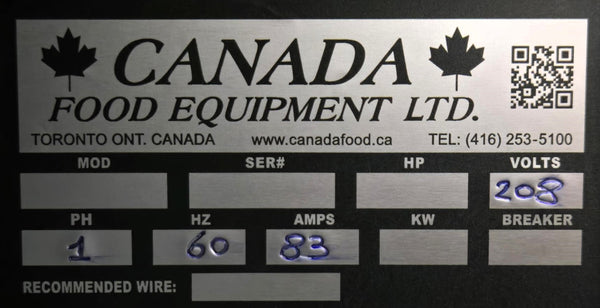 CANADA
FOOD EQUIPMENT LTD.
TORONTO ONT. CANADA www.canadafood.ca TEL: (416) 253-5100
MOD SER# HP VOLTS
208
PH HZ AMPS KW BREAKER
1 60 83
RECOMMENDED WIRE: